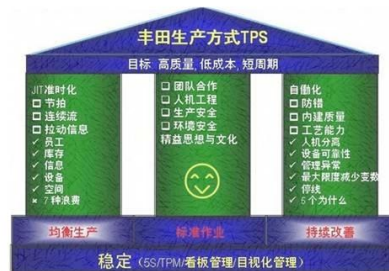 丰田生产方式TPS
目标 高质量,低成本,短周期
JIT准时化
节拍
连续流
拉动信息
员工
库存
信息
设备
空间
7种浪费
团队合作
人机工程
生产安全
环境安全
精益思想与文化
自働化
防错
内建质量
工艺能力
人机分离
设备可靠性
管理异常
最大限度减少变数
停线
5个为什么
均衡生产
标准作业
持续改善
稳定(5S/TPM/看板管理/目视化管理)